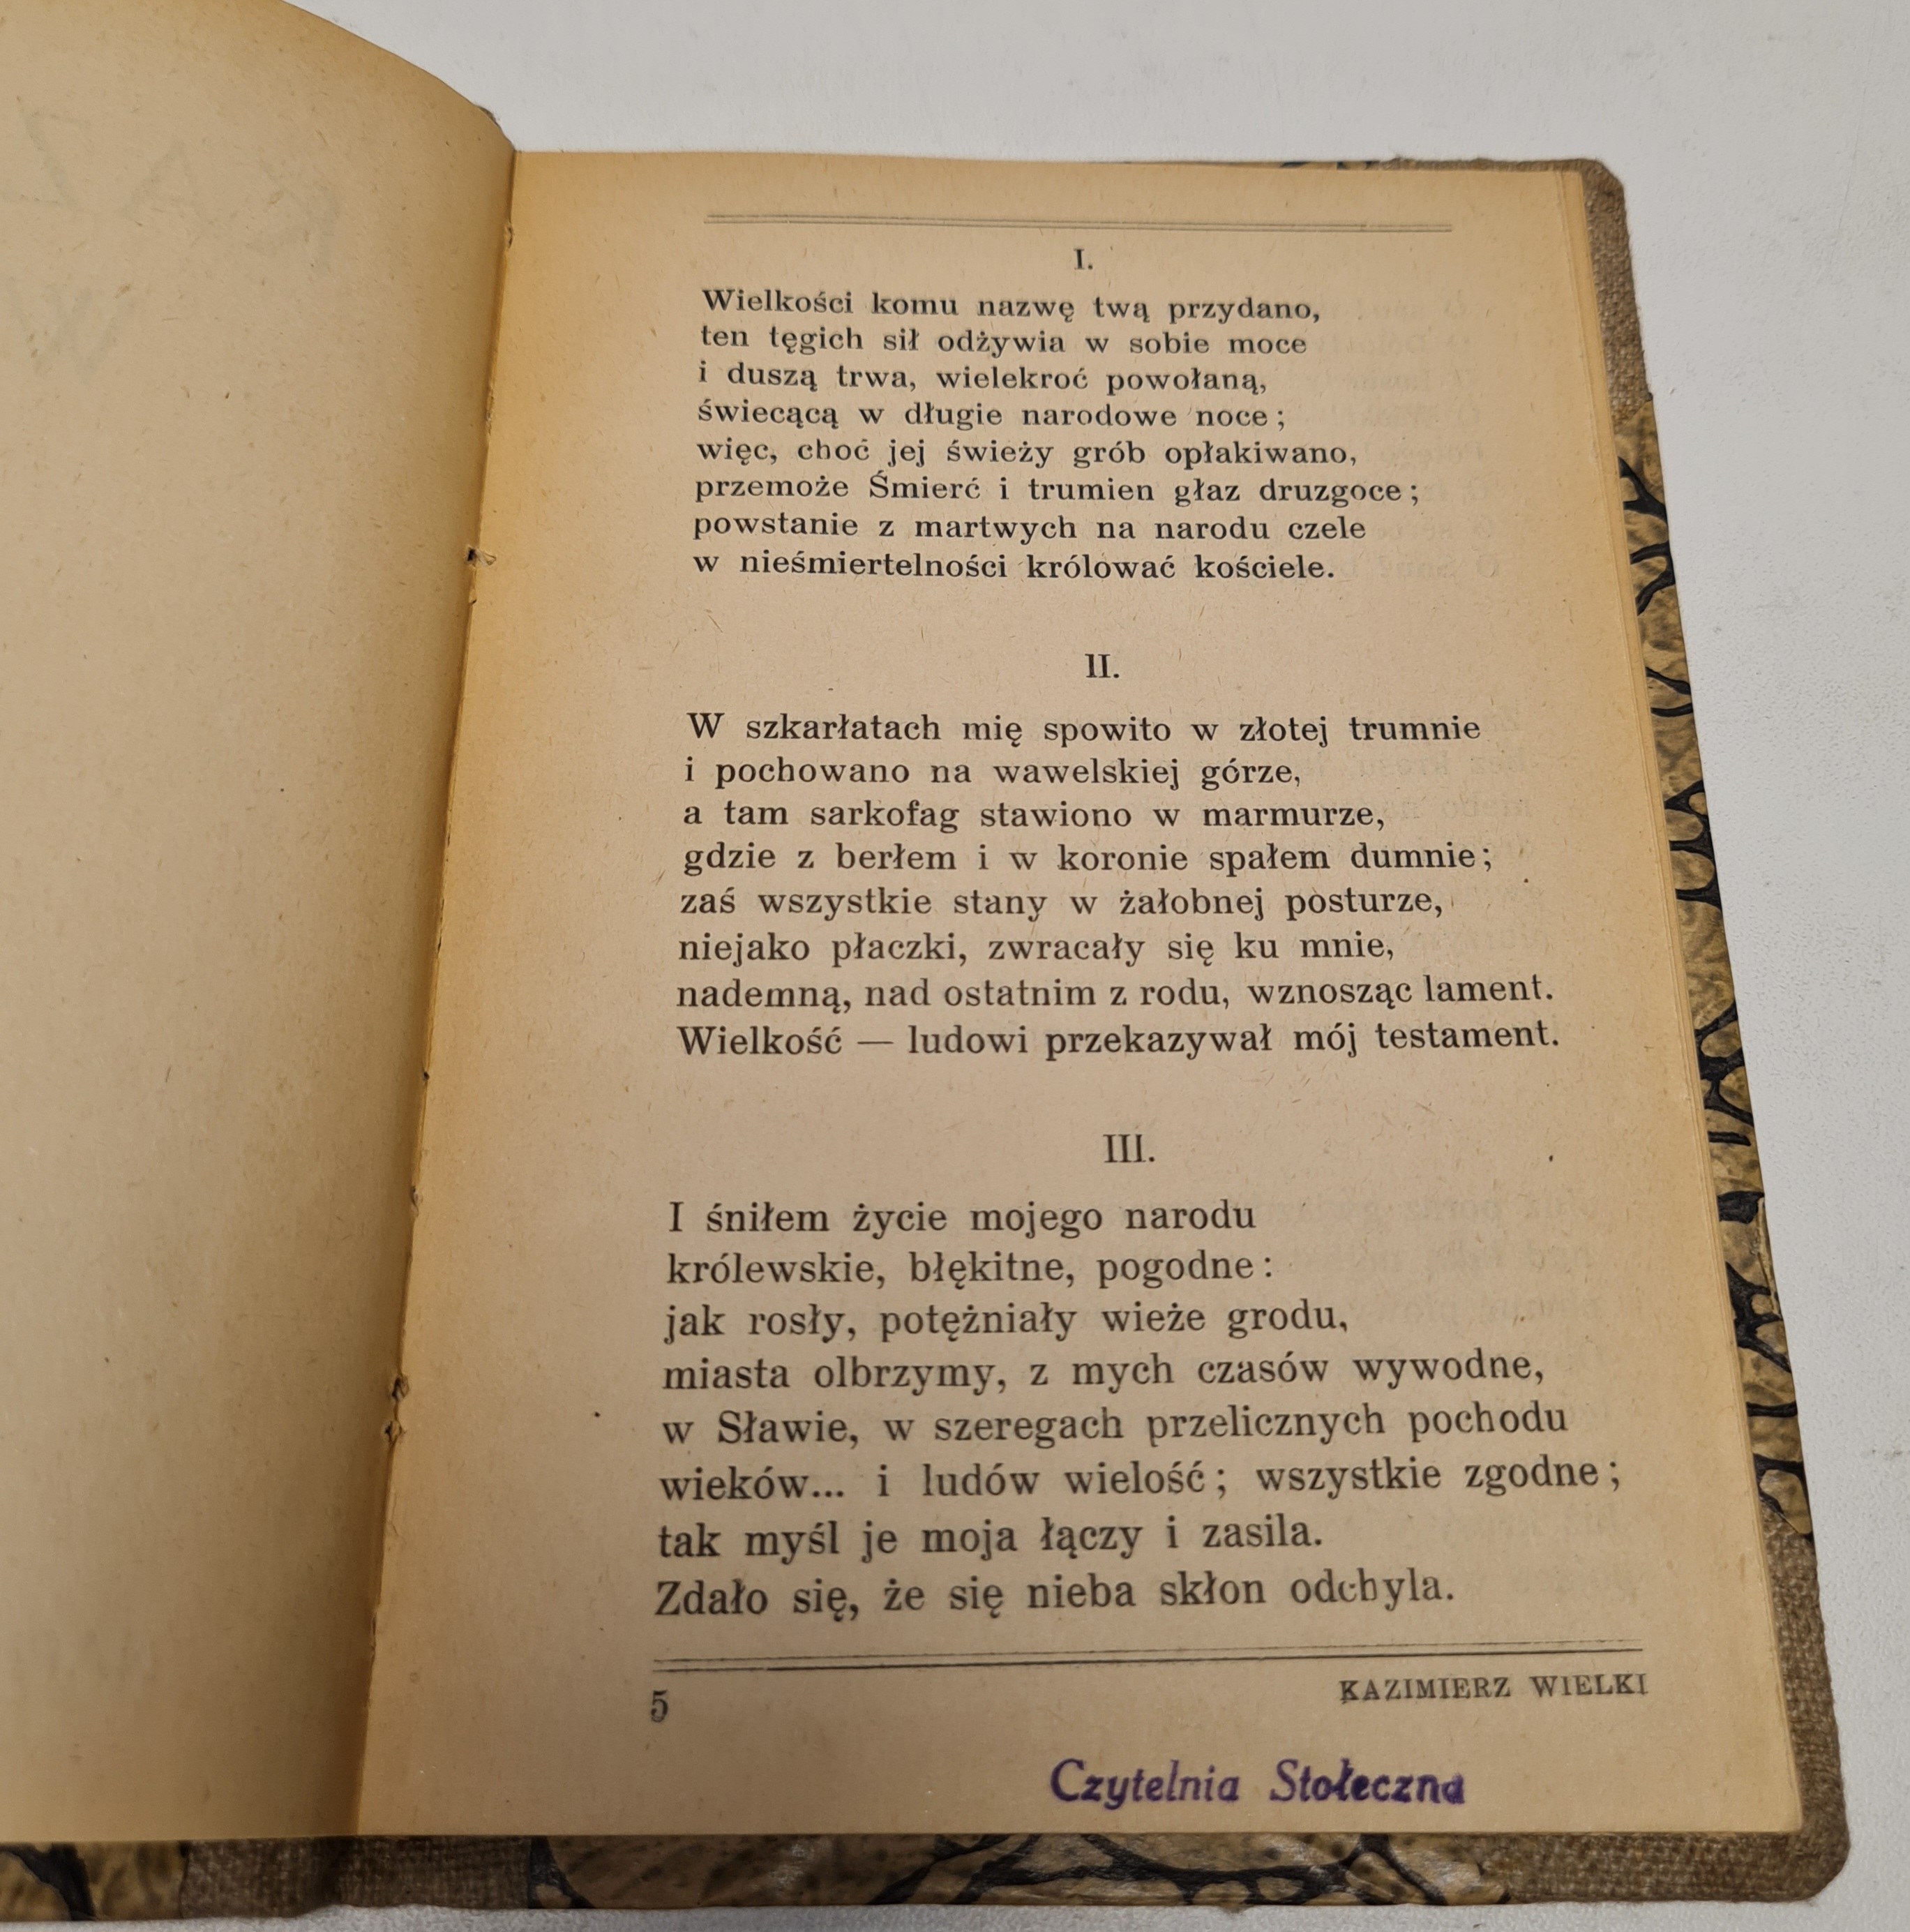 I.
Wielkości komu nazwę twą przydano,
ten tęgich sił odżywia w sobie moce
i duszą trwa, wielekroć powołaną,
świecącą w długie narodowe noce;
więc, choć jej świeży grób opłakiwano,
przemoże Śmierć i trumien głaz druzgoce;
powstanie z martwych na narodu czele
w nieśmiertelności królować kościele.
II.
W szkarłatach mię spowito w złotej trumnie
i pochowano na wawelskiej górze,
a tam sarkofag stawiono w marmurze,
gdzie z berłem i w koronie spałem dumnie;
zaś wszystkie stany w żałobnej posturze,
niejako płaczki, zwracały się ku mnie,
nademną, nad ostatnim z rodu, wznosząc lament.
Wielkość — ludowi przekazywał mój testament.
III.
I śniłem życie mojego narodu
królewskie, błękitne, pogodne:
jak rosły, potężniały wieże grodu,
miasta olbrzymy, z mych czasów wywodne,
w Sławie, w szeregach przelicznych pochodu
wieków... i ludów wielość; wszystkie zgodne;
tak myśl je moja łączy i zasila.
Zdało się, że się nieba skłon odchyla.
5 KAZIMIERZ WIELKI
Czytelnia Stołeczna